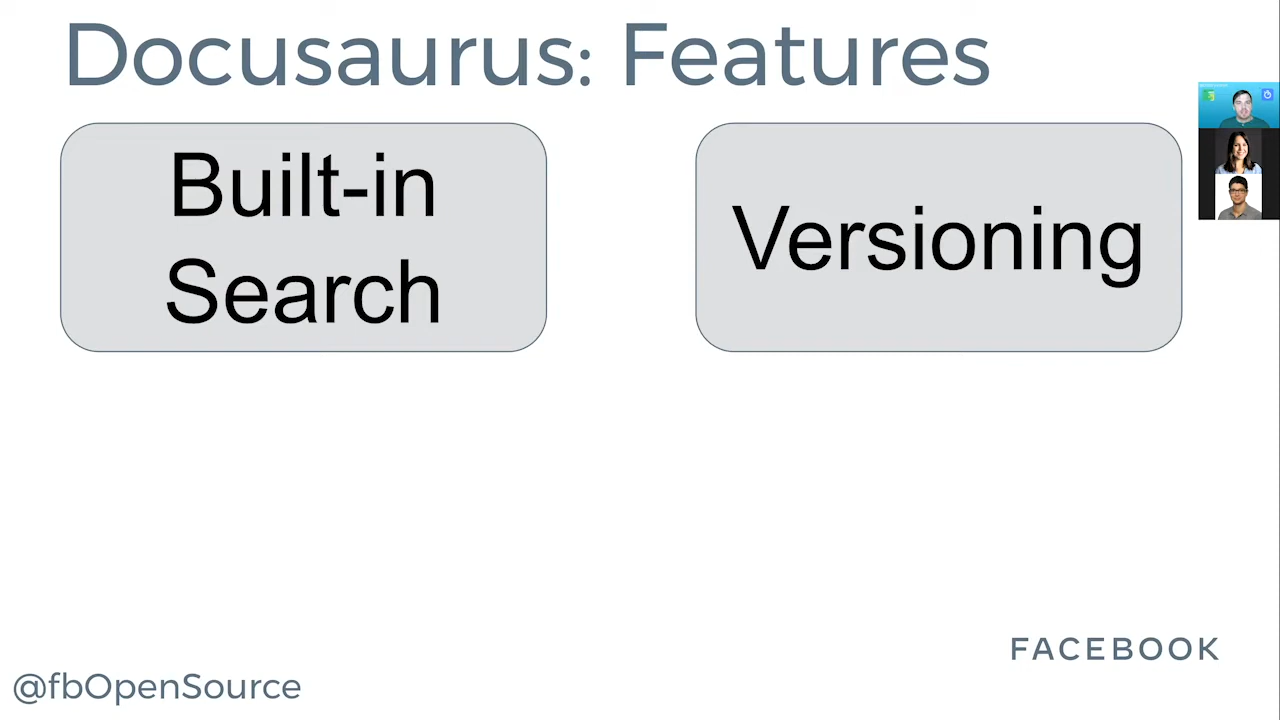 Docusaurus: Features
Built-in
Search
Versioning
FACEBOOK
@fbOpenSource